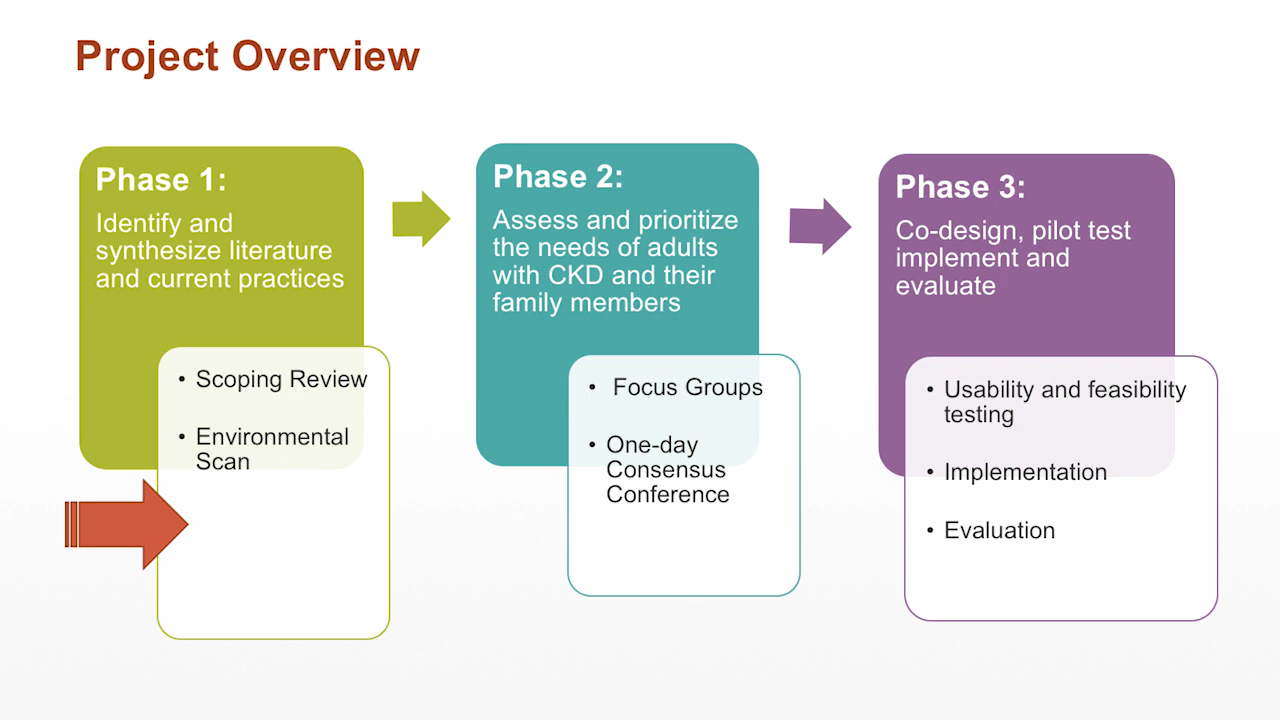 Project Overview
Phase 1:
Identify and
synthesize literature
and current practices
• Scoping Review
• Environmental
Scan
Phase 2:
Assess and prioritize
the needs of adults
with CKD and their
family members
• Focus Groups
• One-day
Consensus
Conference
Phase 3:
Co-design, pilot test
implement and
evaluate
• Usability and feasibility
testing
• Implementation
• Evaluation